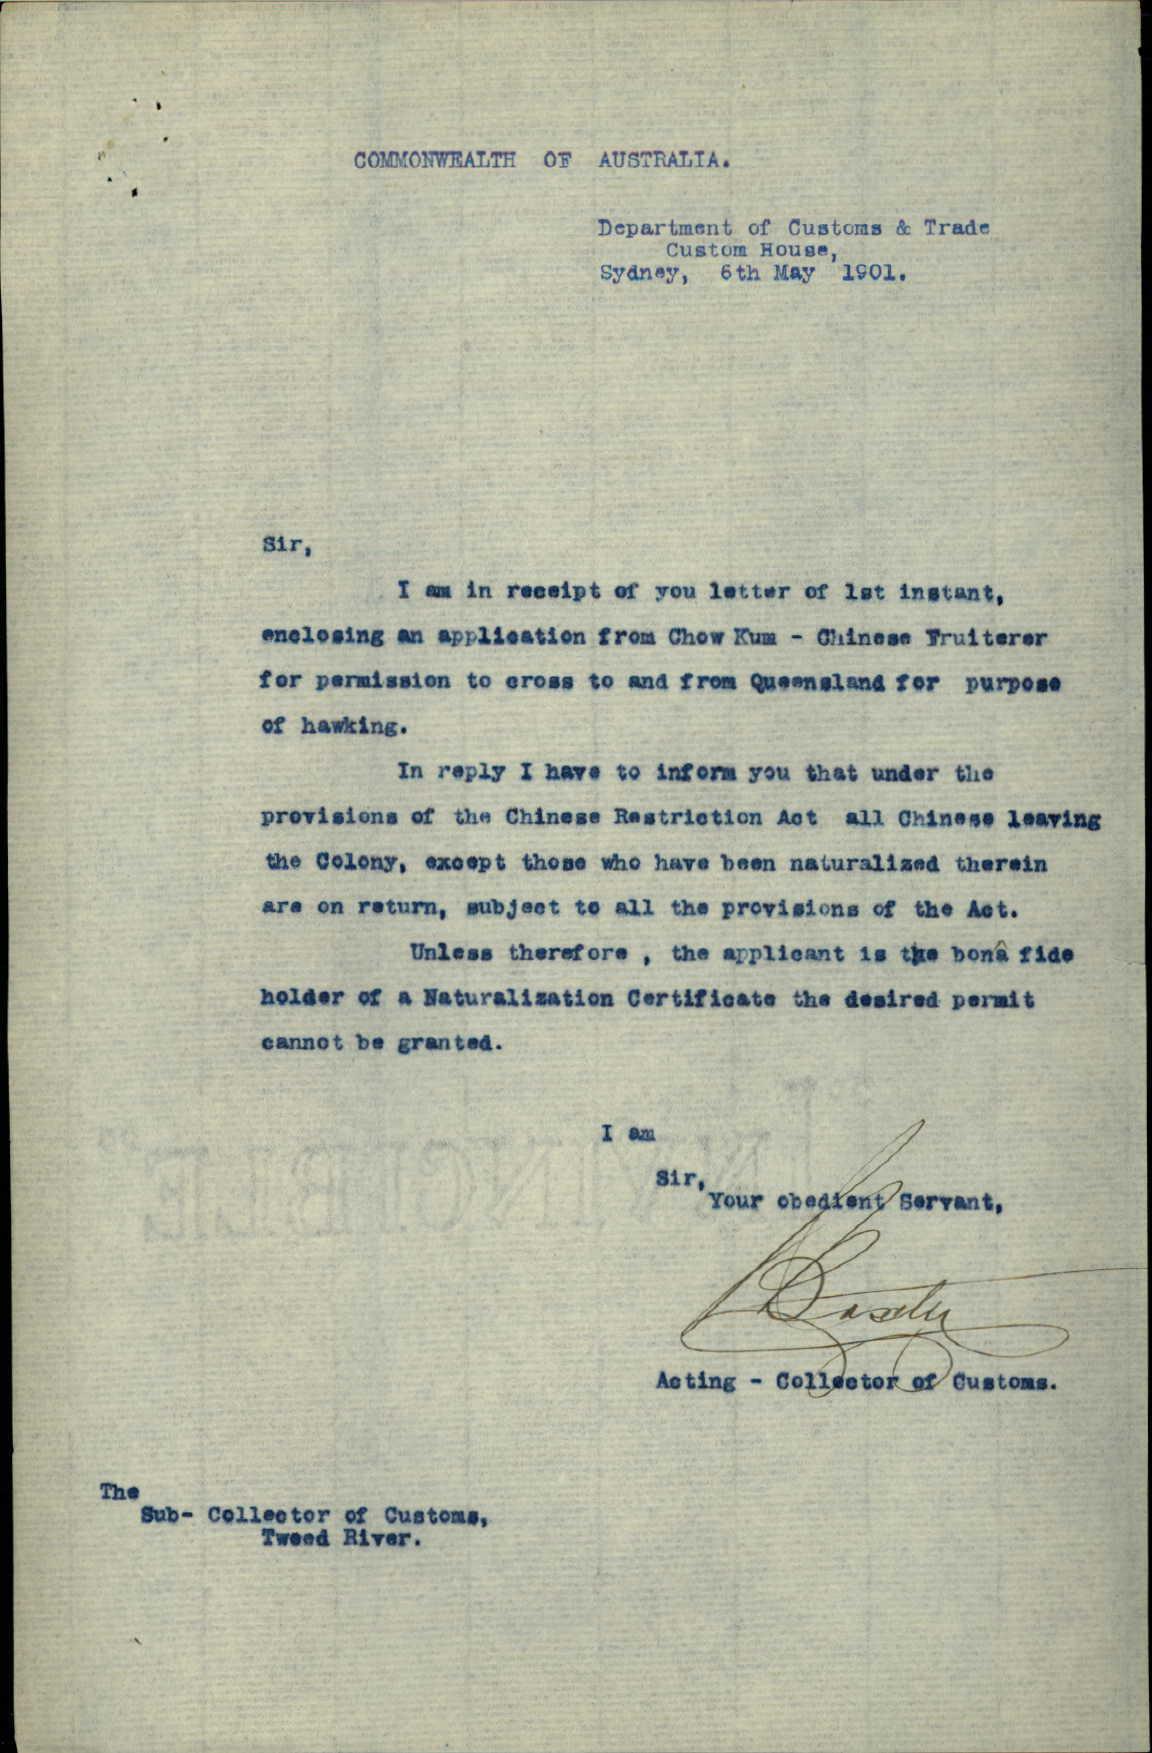 COMMONWEALTH OF AUSTRALIA.
Department of Customs & Trade
Custom House,
Sydney, 6th May 1901.
Sir,
I am in receipt of you letter of 1st instant,
enclosing an application from Chow Kum - Chinese Fruiterer
for permission to cross to and from Queensland for purpose
of hawking.
In reply I have to inform you that under the
provisions of the Chinese Restriction Act all Chinese leaving
the Colony, except those who have been naturalized therein
are on return, subject to all the provisions of the Act.
Unless therefore , the applicant is the bonâ fide
holder of a Naturalization Certificate the desired permit
cannot be granted.
I am
Sir,
Your obedient Servant,
Baxter
Acting - Collector of Customs.
The
Sub- Collector of Customs,
Tweed River.